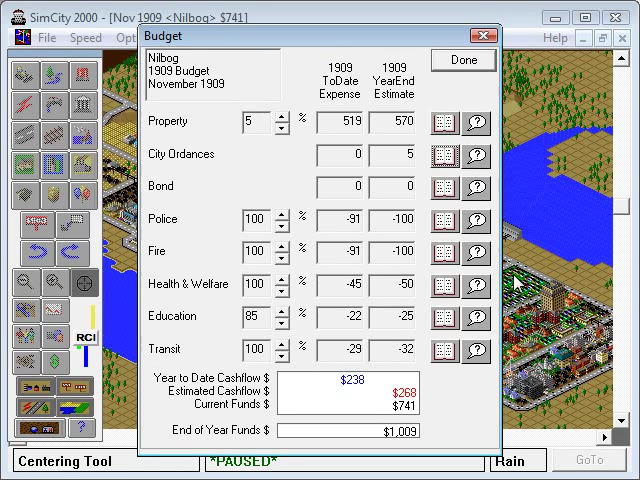 SimCity 2000 - [Nov 1909 <Nilbog> $741]
File Speed Opt Help
Budget
Nilbog
1909 Budget
November 1909
1909 ToDate Expense
1909 YearEnd Estimate
Done
Property 5 % 519 570
City Ordances 0 5
Bond 0 0
Police 100 % -91 -100
Fire 100 % -91 -100
Health & Welfare 100 % -45 -50
Education 85 % -22 -25
Transit 100 % -29 -32
Year to Date Cashflow $ $238
Estimated Cashflow $ $268
Current Funds $ $741
End of Year Funds $ $1,009
RCI
Centering Tool *PAUSED* Rain GoTo